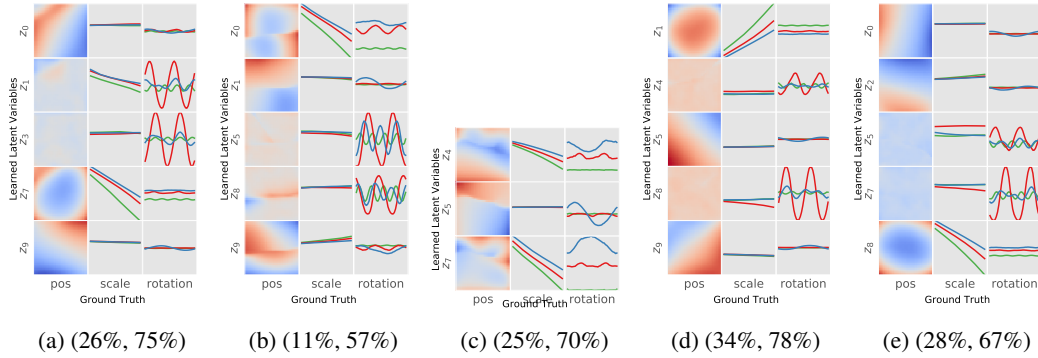 Z0
Z1
Z3
Z7
Z9
Learned Latent Variables
pos scale rotation
Ground Truth
(a) (26%, 75%)
Z0
Z1
Z5
Z8
Z9
Learned Latent Variables
pos scale rotation
Ground Truth
(b) (11%, 57%)
Z4
Z5
Z7
Learned Latent Variables
pos scale rotation
Ground Truth
(c) (25%, 70%)
Z1
Z4
Z5
Z8
Z9
Learned Latent Variables
pos scale rotation
Ground Truth
(d) (34%, 78%)
Z0
Z2
Z5
Z7
Z8
Learned Latent Variables
pos scale rotation
Ground Truth
(e) (28%, 67%)